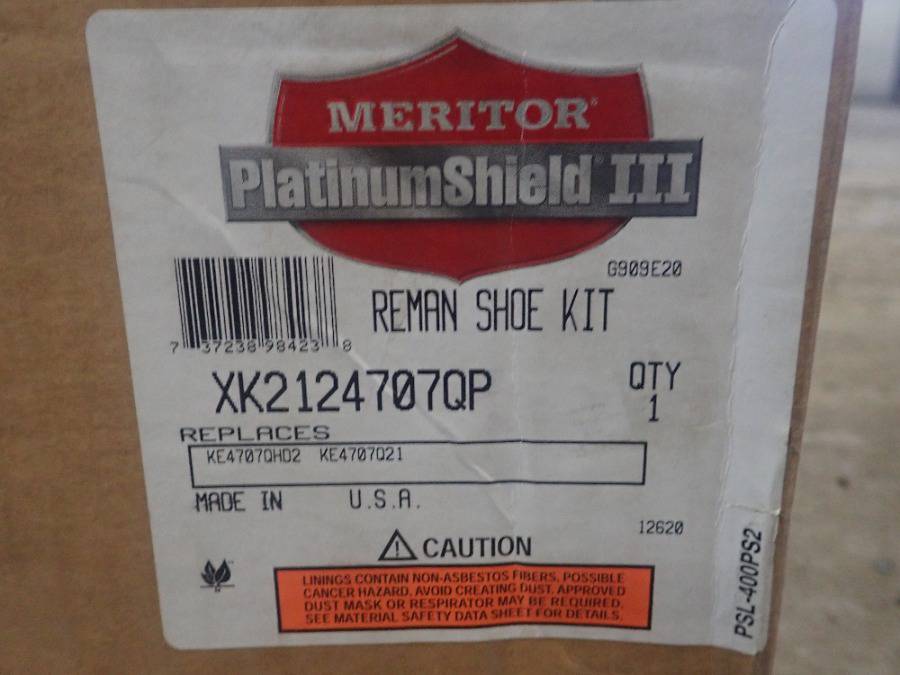 MERITOR®
PlatinumShield® III
G909E20
REMAN SHOE KIT
7 37238 98423 8
XK2124707QP
QTY
1
REPLACES
KE4707QHD2 KE4707Q21
MADE IN U.S.A.
12620
CAUTION
LININGS CONTAIN NON-ASBESTOS FIBERS. POSSIBLE
CANCER HAZARD. AVOID CREATING DUST. APPROVED
DUST MASK OR RESPIRATOR MAY BE REQUIRED.
SEE MATERIAL SAFETY DATA SHEET FOR DETAILS.
PSL-400PS2